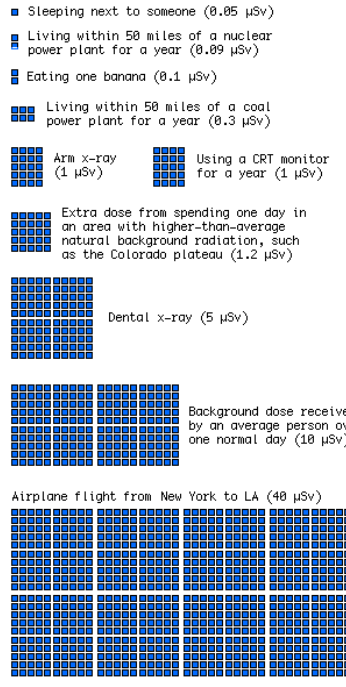 Sleeping next to someone (0.05 µSv)
Living within 50 miles of a nuclear
power plant for a year (0.09 µSv)
Eating one banana (0.1 µSv)
Living within 50 miles of a coal
power plant for a year (0.3 µSv)
Arm x-ray
(1 µSv)
Using a CRT monitor
for a year (1 µSv)
Extra dose from spending one day in
an area with higher-than-average
natural background radiation, such
as the Colorado plateau (1.2 µSv)
Dental x-ray (5 µSv)
Background dose receive
by an average person ov
one normal day (10 µSv)
Airplane flight from New York to LA (40 µSv)